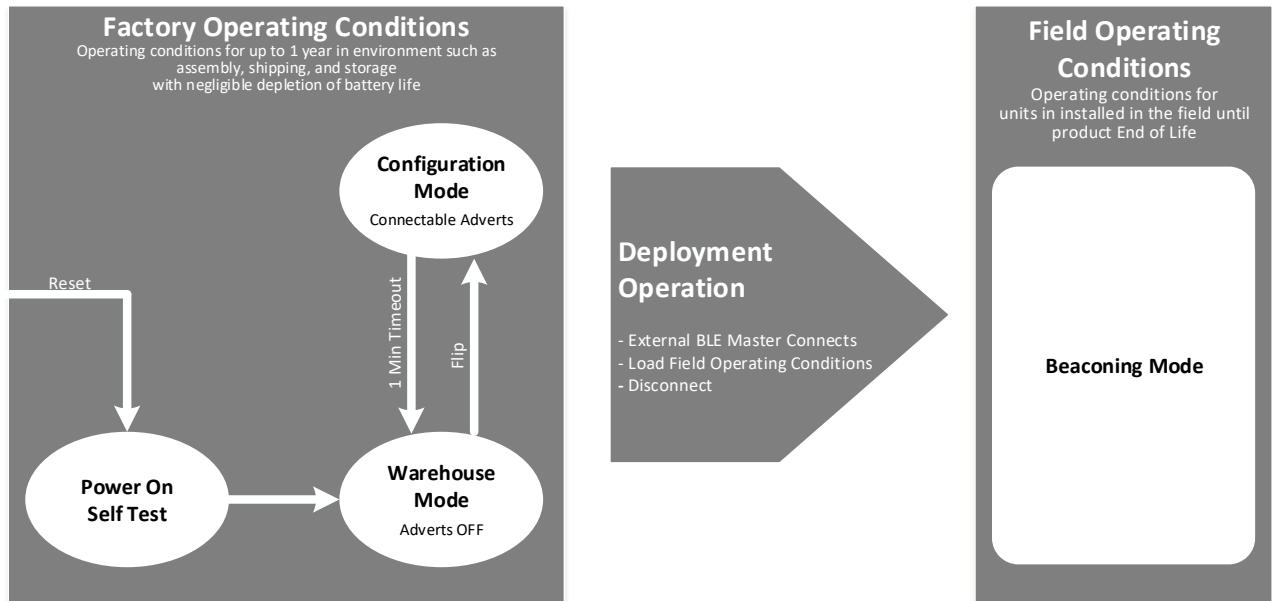 Factory Operating Conditions
Operating conditions for up to 1 year in environment such as
assembly, shipping, and storage
with negligible depletion of battery life
Configuration
Mode
Connectable Adverts
Reset
1 Min Timeout
Flip
Power On
Self Test
Warehouse
Mode
Adverts OFF
Deployment
Operation
- External BLE Master Connects
- Load Field Operating Conditions
- Disconnect
Field Operating
Conditions
Operating conditions for
units in installed in the field until
product End of Life
Beaconing Mode